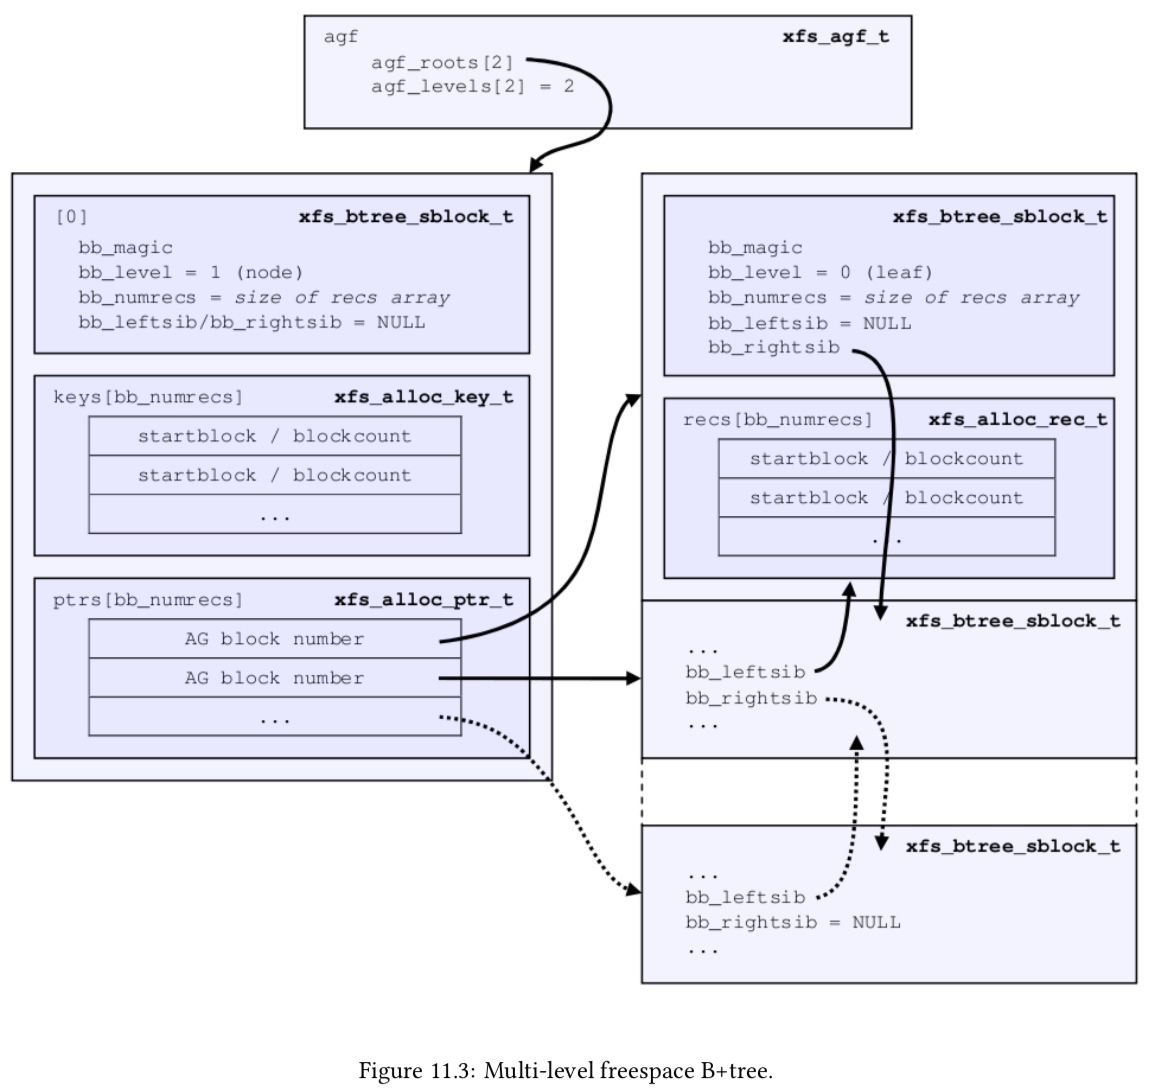 agf xfs_agf_t
agf_roots[2]
agf_levels[2] = 2
[0] xfs_btree_sblock_t
bb_magic
bb_level = 1 (node)
bb_numrecs = size of recs array
bb_leftsib/bb_rightsib = NULL
keys[bb_numrecs] xfs_alloc_key_t
startblock / blockcount
startblock / blockcount
...
ptrs[bb_numrecs] xfs_alloc_ptr_t
AG block number
AG block number
...
xfs_btree_sblock_t
bb_magic
bb_level = 0 (leaf)
bb_numrecs = size of recs array
bb_leftsib = NULL
bb_rightsib
recs[bb_numrecs] xfs_alloc_rec_t
startblock / blockcount
startblock / blockcount
...
xfs_btree_sblock_t
...
bb_leftsib
bb_rightsib
...
xfs_btree_sblock_t
...
bb_leftsib
bb_rightsib = NULL
...
Figure 11.3: Multi-level freespace B+tree.